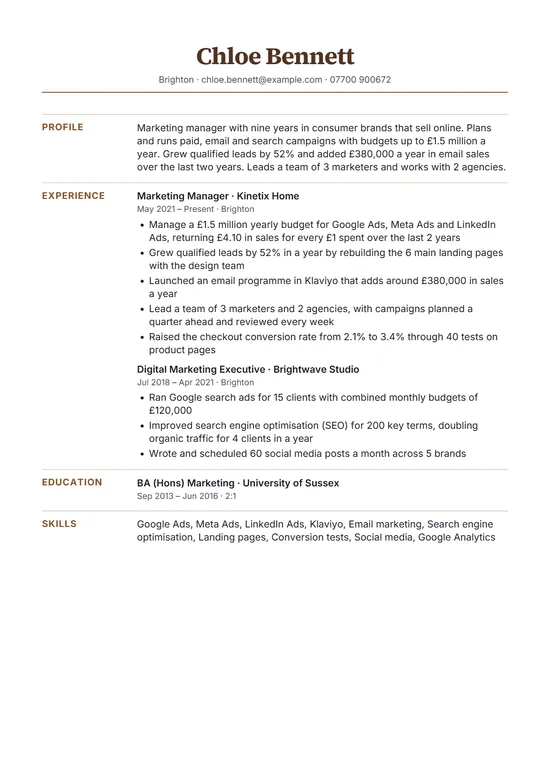 Chloe Bennett
Brighton · chloe.bennett@example.com · 07700 900672
PROFILE
Marketing manager with nine years in consumer brands that sell online. Plans
and runs paid, email and search campaigns with budgets up to £1.5 million a
year. Grew qualified leads by 52% and added £380,000 a year in email sales
over the last two years. Leads a team of 3 marketers and works with 2 agencies.
EXPERIENCE
Marketing Manager · Kinetix Home
May 2021 – Present · Brighton
• Manage a £1.5 million yearly budget for Google Ads, Meta Ads and LinkedIn
Ads, returning £4.10 in sales for every £1 spent over the last 2 years
• Grew qualified leads by 52% in a year by rebuilding the 6 main landing pages
with the design team
• Launched an email programme in Klaviyo that adds around £380,000 in sales
a year
• Lead a team of 3 marketers and 2 agencies, with campaigns planned a
quarter ahead and reviewed every week
• Raised the checkout conversion rate from 2.1% to 3.4% through 40 tests on
product pages
Digital Marketing Executive · Brightwave Studio
Jul 2018 – Apr 2021 · Brighton
• Ran Google search ads for 15 clients with combined monthly budgets of
£120,000
• Improved search engine optimisation (SEO) for 200 key terms, doubling
organic traffic for 4 clients in a year
• Wrote and scheduled 60 social media posts a month across 5 brands
EDUCATION
BA (Hons) Marketing · University of Sussex
Sep 2013 – Jun 2016 · 2:1
SKILLS
Google Ads, Meta Ads, LinkedIn Ads, Klaviyo, Email marketing, Search engine
optimisation, Landing pages, Conversion tests, Social media, Google Analytics